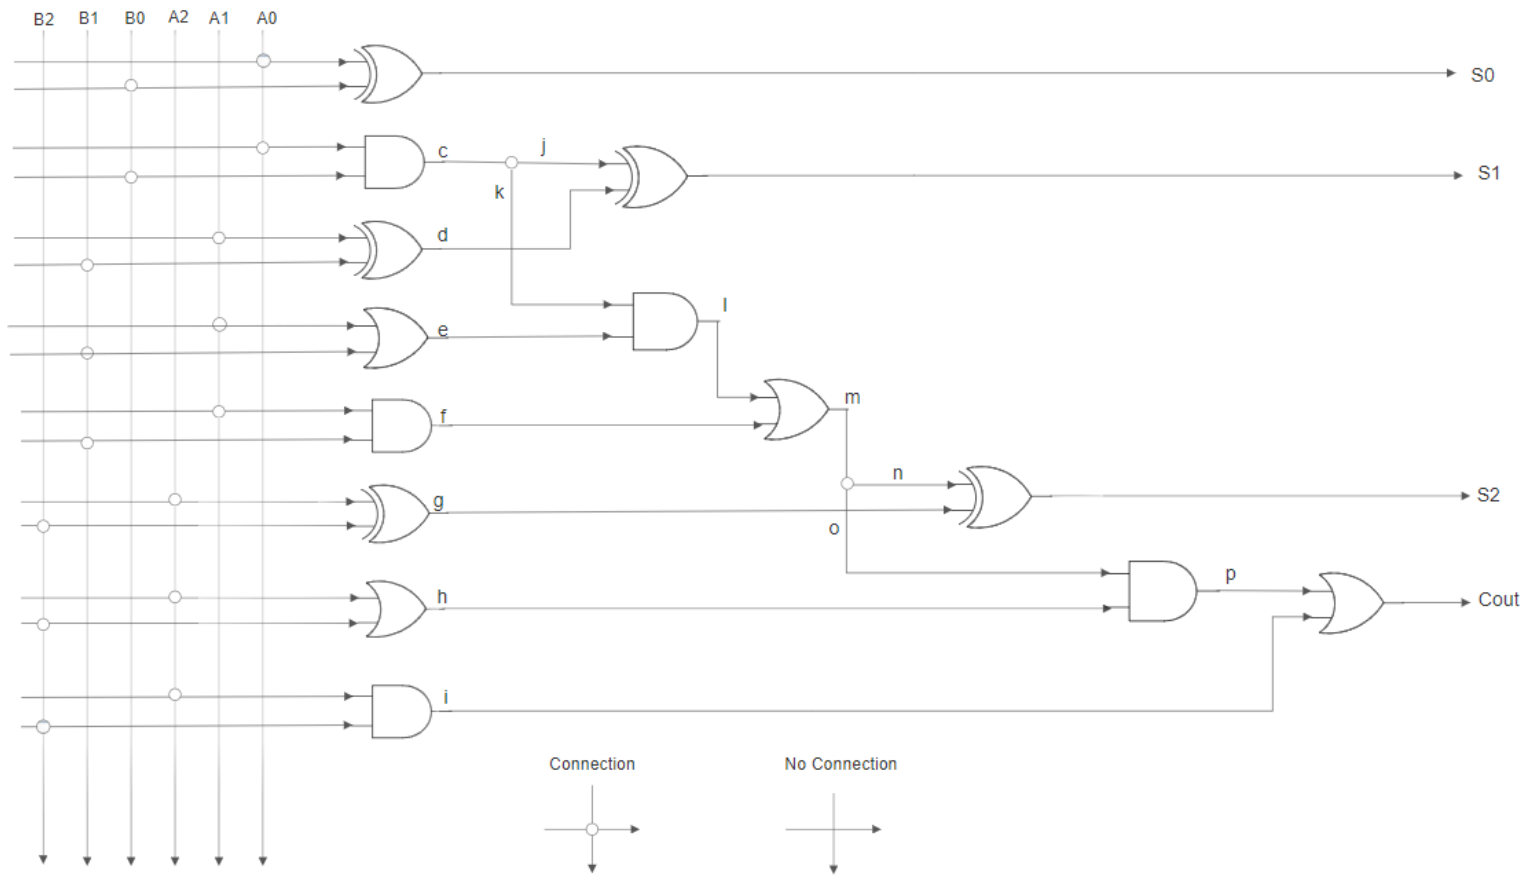 B2 B1 B0 A2 A1 A0
S0
c
j
k
S1
d
l
e
m
f
n
g
S2
o
p
h
Cout
i
Connection
No Connection